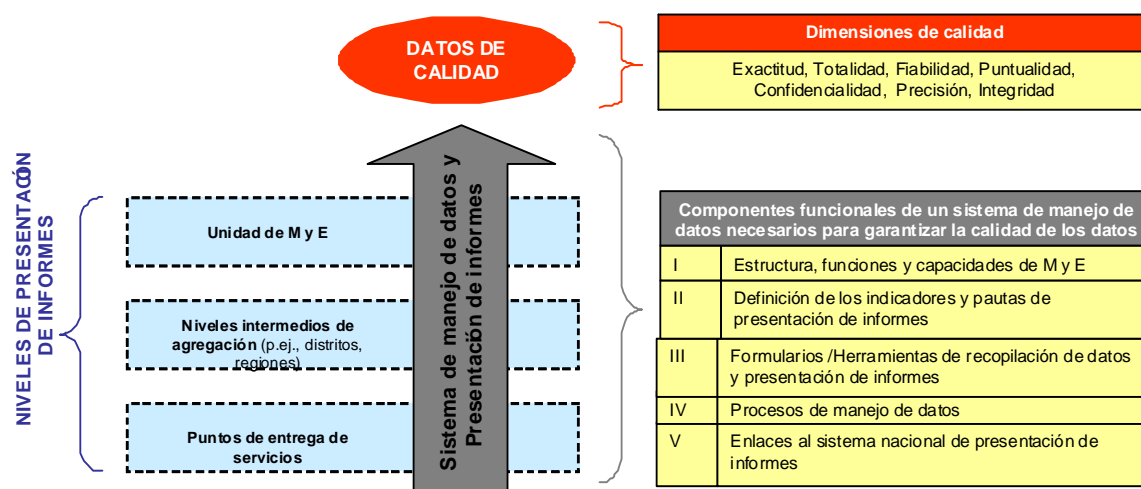 DATOS DE
CALIDAD
Dimensiones de calidad
Exactitud, Totalidad, Fiabilidad, Puntualidad,
Confidencialidad, Precisión, Integridad
NIVELES DE PRESENTACIÓN
DE INFORMES
Unidad de M y E
Niveles intermedios de
agregación (p.ej., distritos,
regiones)
Puntos de entrega de
servicios
Sistema de manejo de datos y
Presentación de informes
Componentes funcionales de un sistema de manejo de
datos necesarios para garantizar la calidad de los datos
I Estructura, funciones y capacidades de M y E
II Definición de los indicadores y pautas de
presentación de informes
III Formularios /Herramientas de recopilación de datos
y presentación de informes
IV Procesos de manejo de datos
V Enlaces al sistema nacional de presentación de
informes